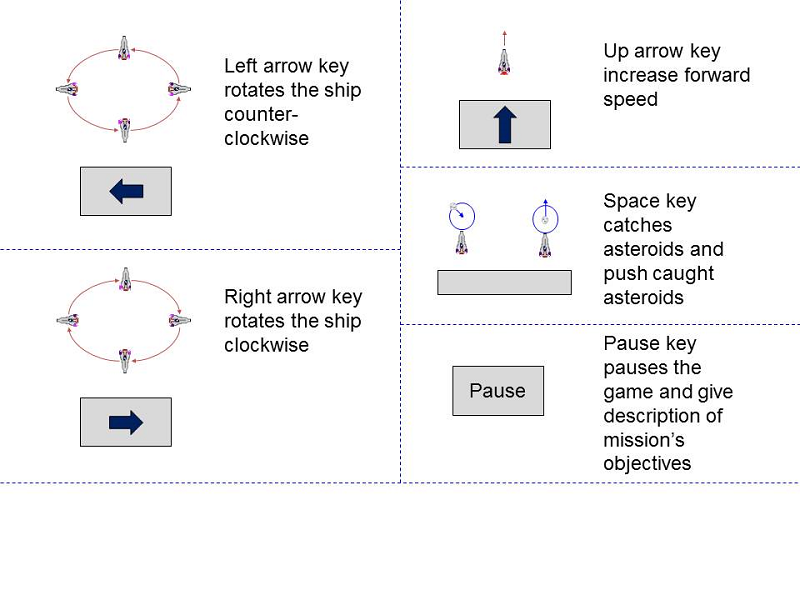 Left arrow key
rotates the ship
counter-
clockwise
Right arrow key
rotates the ship
clockwise
Up arrow key
increase forward
speed
Space key
catches
asteroids and
push caught
asteroids
Pause
Pause key
pauses the
game and give
description of
mission’s
objectives